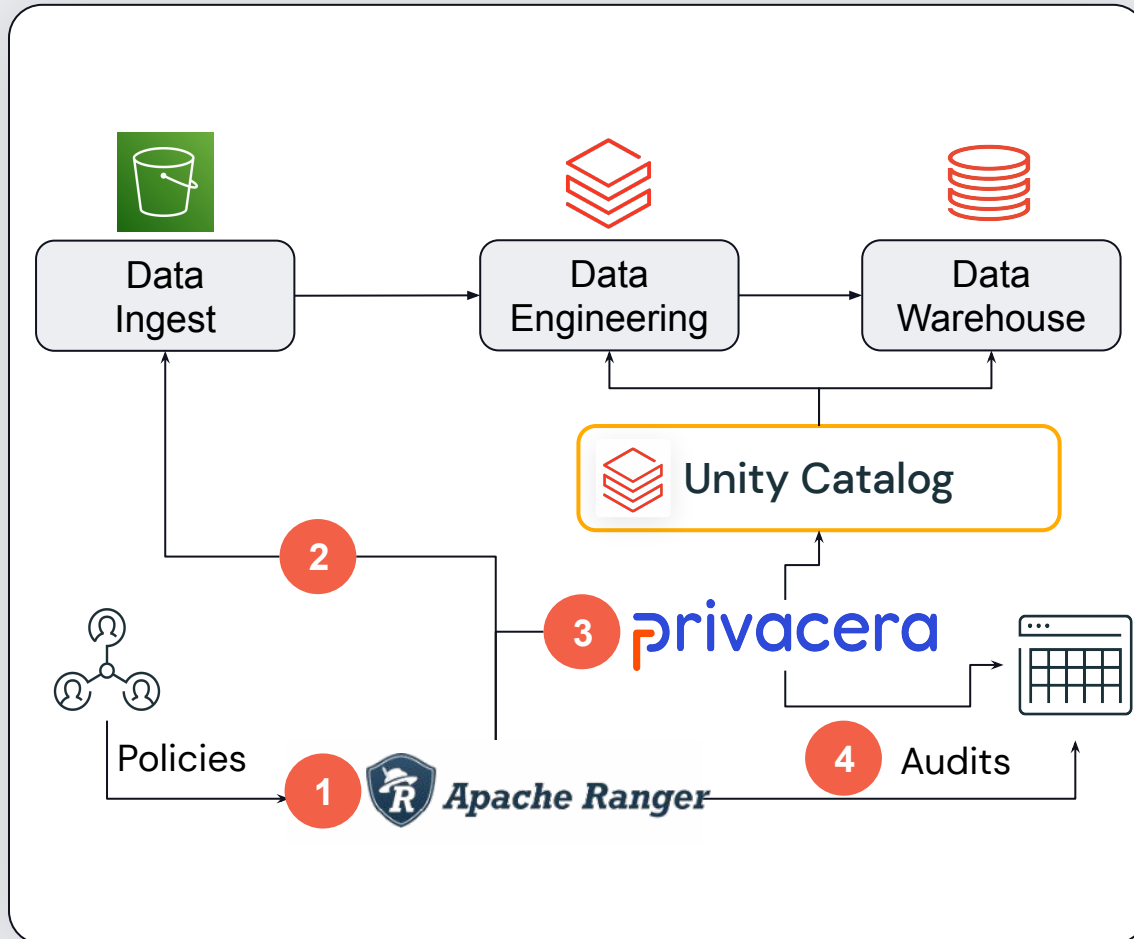 Data
Ingest
Data
Engineering
Data
Warehouse
Unity Catalog
2
3
privacera
Policies
1
R
Apache Ranger
4
Audits